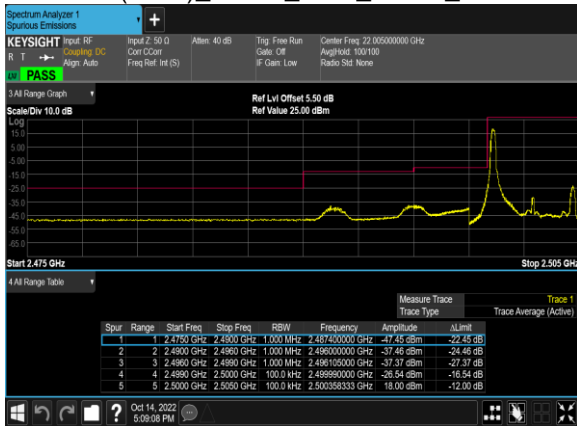 Spectrum Analyzer 1
Spurious Emissions
+
KEYSIGHT Input: RF Input Z: 50 Ω Atten: 40 dB Trig: Free Run Center Freq: 22.005000000 GHz
R T Coupling: DC Corr CCorr Gate: Off Avg|Hold: 100/100
Align: Auto Freq Ref: Int (S) IF Gain: Low Radio Std: None
PASS
3 All Range Graph
Ref Lvl Offset 5.50 dB
Scale/Div 10.0 dB Ref Value 25.00 dBm
Log
15.0
5.00
-5.00
-15.0
-25.0
-35.0
-45.0
-55.0
-65.0
Start 2.475 GHz Stop 2.505 GHz
4 All Range Table
Measure Trace Trace 1
Trace Type Trace Average (Active)
Spur Range Start Freq Stop Freq RBW Frequency Amplitude ΔLimit
1 1 2.4750 GHz 2.4900 GHz 1.000 MHz 2.487400000 GHz -47.45 dBm -22.45 dB
2 2 2.4900 GHz 2.4960 GHz 1.000 MHz 2.496000000 GHz -37.46 dBm -24.46 dB
3 3 2.4960 GHz 2.4990 GHz 1.000 MHz 2.496105000 GHz -37.37 dBm -27.37 dB
4 4 2.4990 GHz 2.5000 GHz 100.0 kHz 2.499990000 GHz -26.54 dBm -16.54 dB
5 5 2.5000 GHz 2.5050 GHz 100.0 kHz 2.500358333 GHz 18.00 dBm -12.00 dB
? Oct 14, 2022
5:09:08 PM